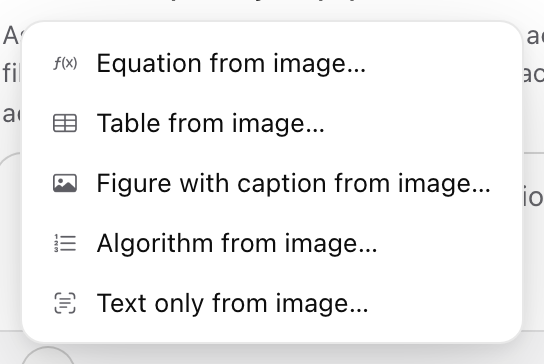 f(x) Equation from image...
Table from image...
Figure with caption from image...
Algorithm from image...
Text only from image...